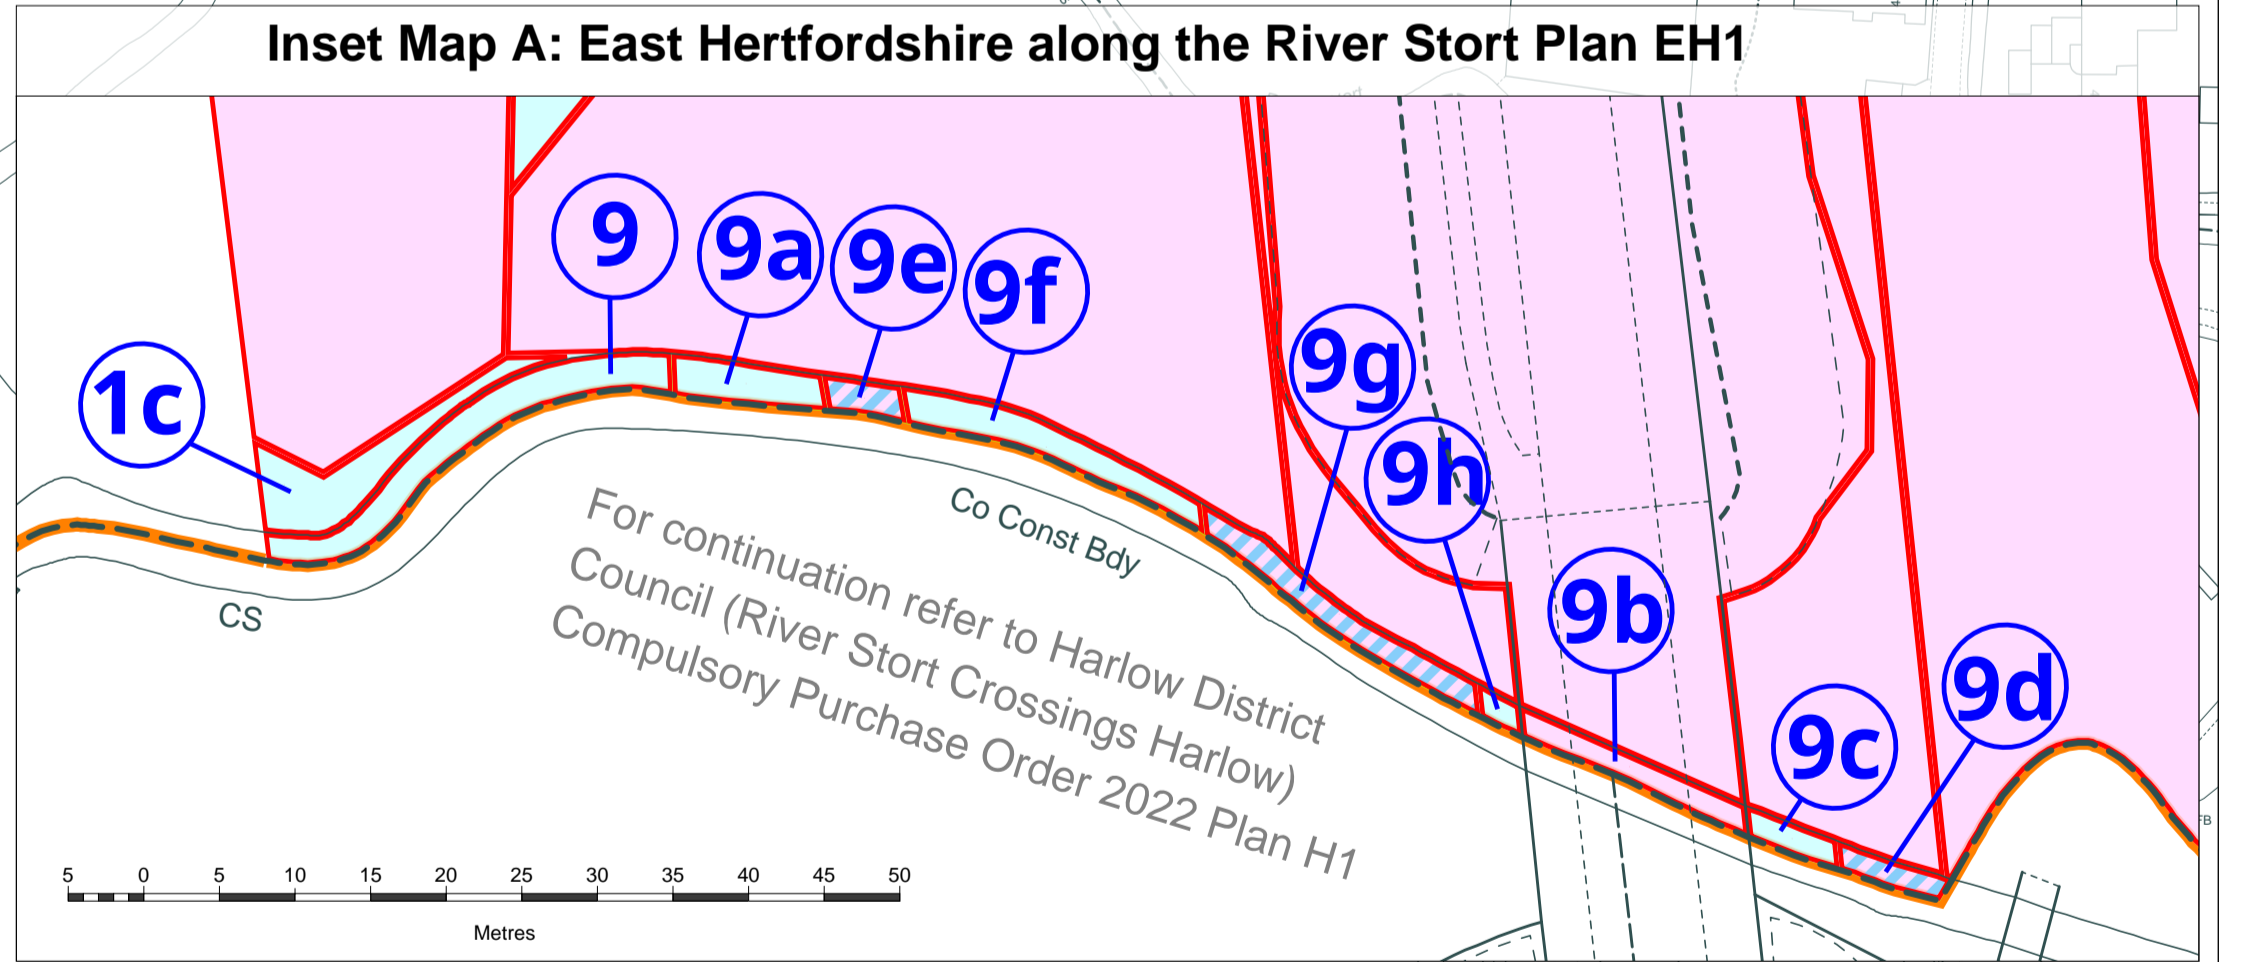 Inset Map A: East Hertfordshire along the River Stort Plan EH1
9
9a
9e
9f
9g
1c
9h
9b
9d
9c
Co Const Bdy
CS
For continuation refer to Harlow District
Council (River Stort Crossings Harlow)
Compulsory Purchase Order 2022 Plan H1
5 0 5 10 15 20 25 30 35 40 45 50
Metres
FB